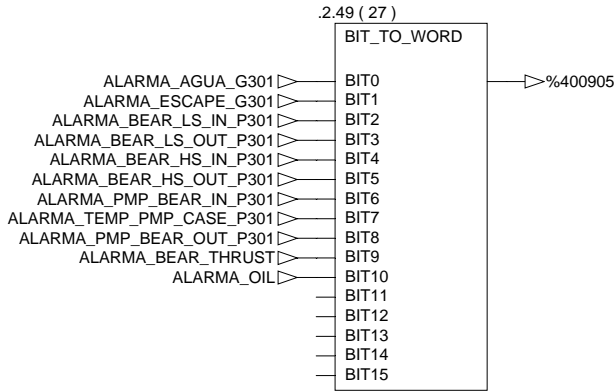 .2.49 ( 27 )
BIT_TO_WORD
ALARMA_AGUA_G301 BIT0 %400905
ALARMA_ESCAPE_G301 BIT1
ALARMA_BEAR_LS_IN_P301 BIT2
ALARMA_BEAR_LS_OUT_P301 BIT3
ALARMA_BEAR_HS_IN_P301 BIT4
ALARMA_BEAR_HS_OUT_P301 BIT5
ALARMA_PMP_BEAR_IN_P301 BIT6
ALARMA_TEMP_PMP_CASE_P301 BIT7
ALARMA_PMP_BEAR_OUT_P301 BIT8
ALARMA_BEAR_THRUST BIT9
ALARMA_OIL BIT10
BIT11
BIT12
BIT13
BIT14
BIT15